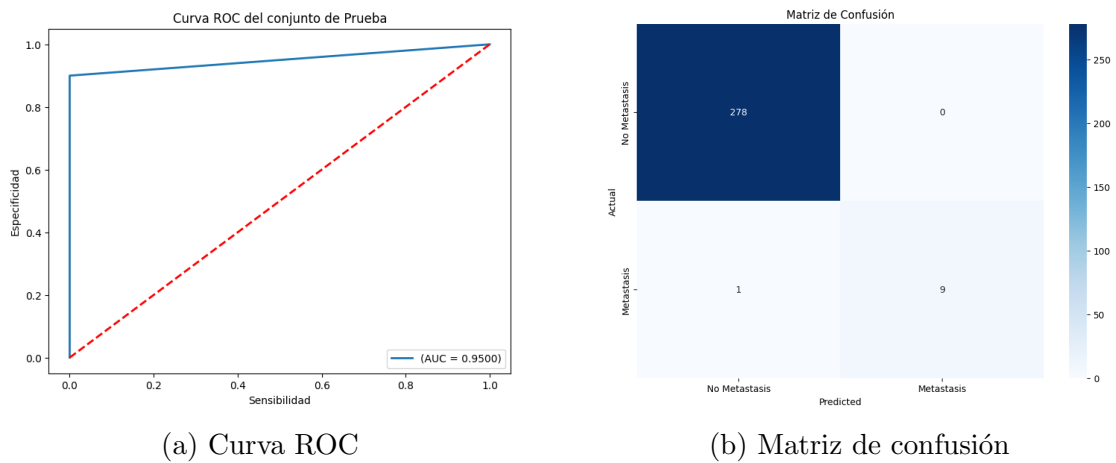 Curva ROC del conjunto de Prueba
1.0
0.8
0.6
0.4
0.2
0.0
Especificidad
0.0 0.2 0.4 0.6 0.8 1.0
Sensibilidad
(AUC = 0.9500)
(a) Curva ROC
Matriz de Confusión
No Metastasis
Metastasis
Actual
278 0
1 9
No Metastasis Metastasis
Predicted
250
200
150
100
50
0
(b) Matriz de confusión